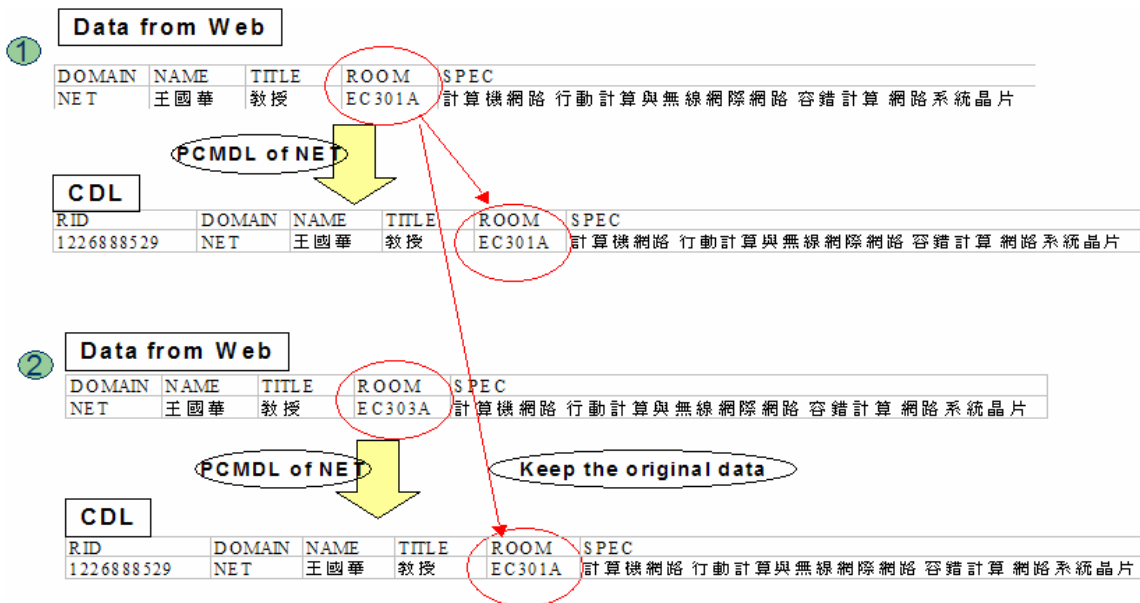 Data from Web
1
DOMAIN NAME TITLE ROOM SPEC
NET 王國華 教授 EC301A 計算機網路 行動計算與無線網際網路 容錯計算 網路系統晶片
PCMDL of NET
CDL
RID DOMAIN NAME TITLE ROOM SPEC
1226888529 NET 王國華 教授 EC301A 計算機網路 行動計算與無線網際網路 容錯計算 網路系統晶片
Data from Web
2
DOMAIN NAME TITLE ROOM SPEC
NET 王國華 教授 EC303A 計算機網路 行動計算與無線網際網路 容錯計算 網路系統晶片
PCMDL of NET Keep the original data
CDL
RID DOMAIN NAME TITLE ROOM SPEC
1226888529 NET 王國華 教授 EC301A 計算機網路 行動計算與無線網際網路 容錯計算 網路系統晶片